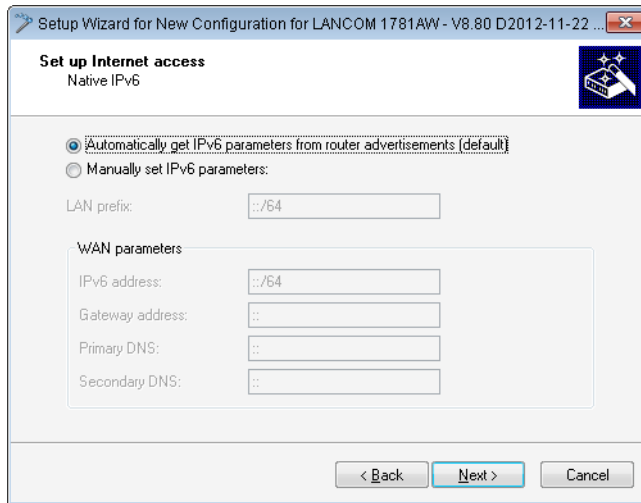 Setup Wizard for New Configuration for LANCOM 1781AW - V8.80 D2012-11-22 ...
Set up Internet access
Native IPv6
Automatically get IPv6 parameters from router advertisements (default)
Manually set IPv6 parameters:
LAN prefix: ::/64
WAN parameters
IPv6 address: ::/64
Gateway address: ::
Primary DNS: ::
Secondary DNS: ::
< Back Next > Cancel